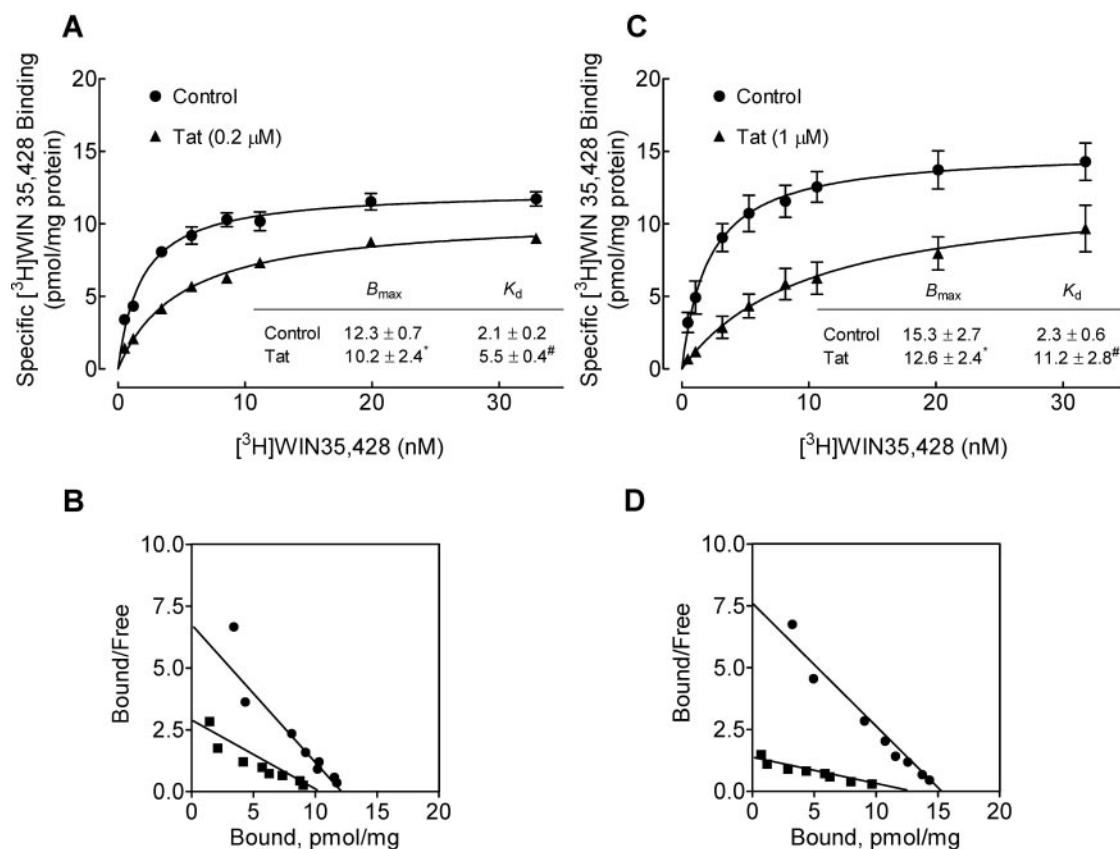 A
Specific [³H]WIN 35,428 Binding
(pmol/mg protein)
20
15
10
5
0
Control
Tat (0.2 μM)
Bmax Kd
Control 12.3 ± 0.7 2.1 ± 0.2
Tat 10.2 ± 2.4* 5.5 ± 0.4#
0 10 20 30
[³H]WIN35,428 (nM)
C
Specific [³H]WIN 35,428 Binding
(pmol/mg protein)
20
15
10
5
0
Control
Tat (1 μM)
Bmax Kd
Control 15.3 ± 2.7 2.3 ± 0.6
Tat 12.6 ± 2.4* 11.2 ± 2.8#
0 10 20 30
[³H]WIN35,428 (nM)
B
Bound/Free
10.0
7.5
5.0
2.5
0.0
0 5 10 15 20
Bound, pmol/mg
D
Bound/Free
10.0
7.5
5.0
2.5
0.0
0 5 10 15 20
Bound, pmol/mg